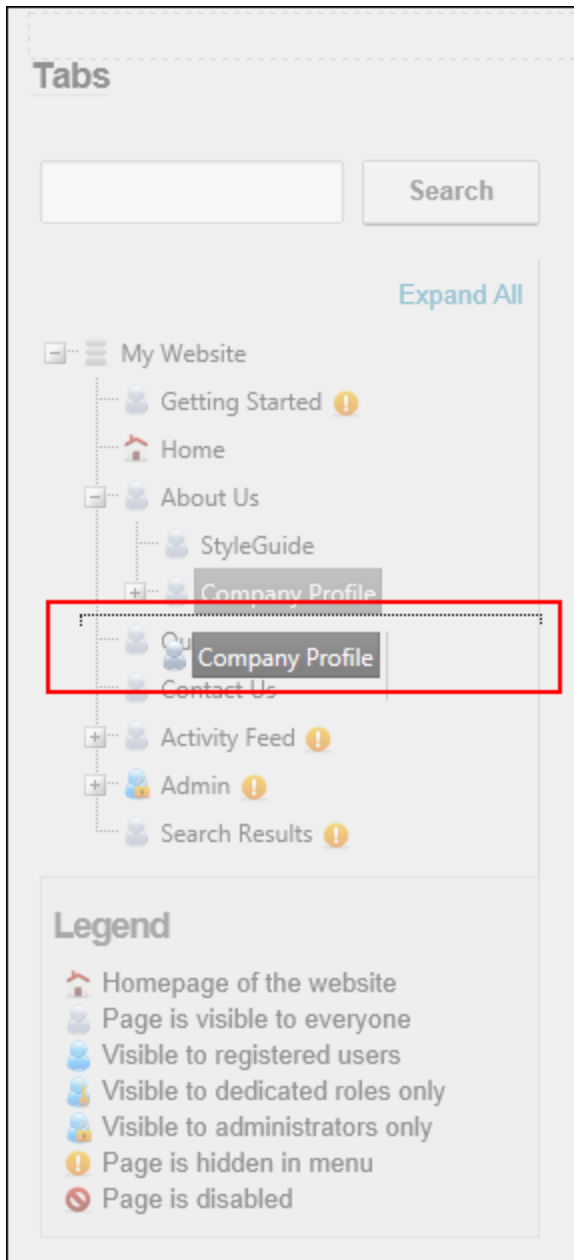 Tabs
Search
Expand All
My Website
Getting Started
Home
About Us
StyleGuide
Company Profile
Company Profile
Contact Us
Activity Feed
Admin
Search Results
Legend
Homepage of the website
Page is visible to everyone
Visible to registered users
Visible to dedicated roles only
Visible to administrators only
Page is hidden in menu
Page is disabled